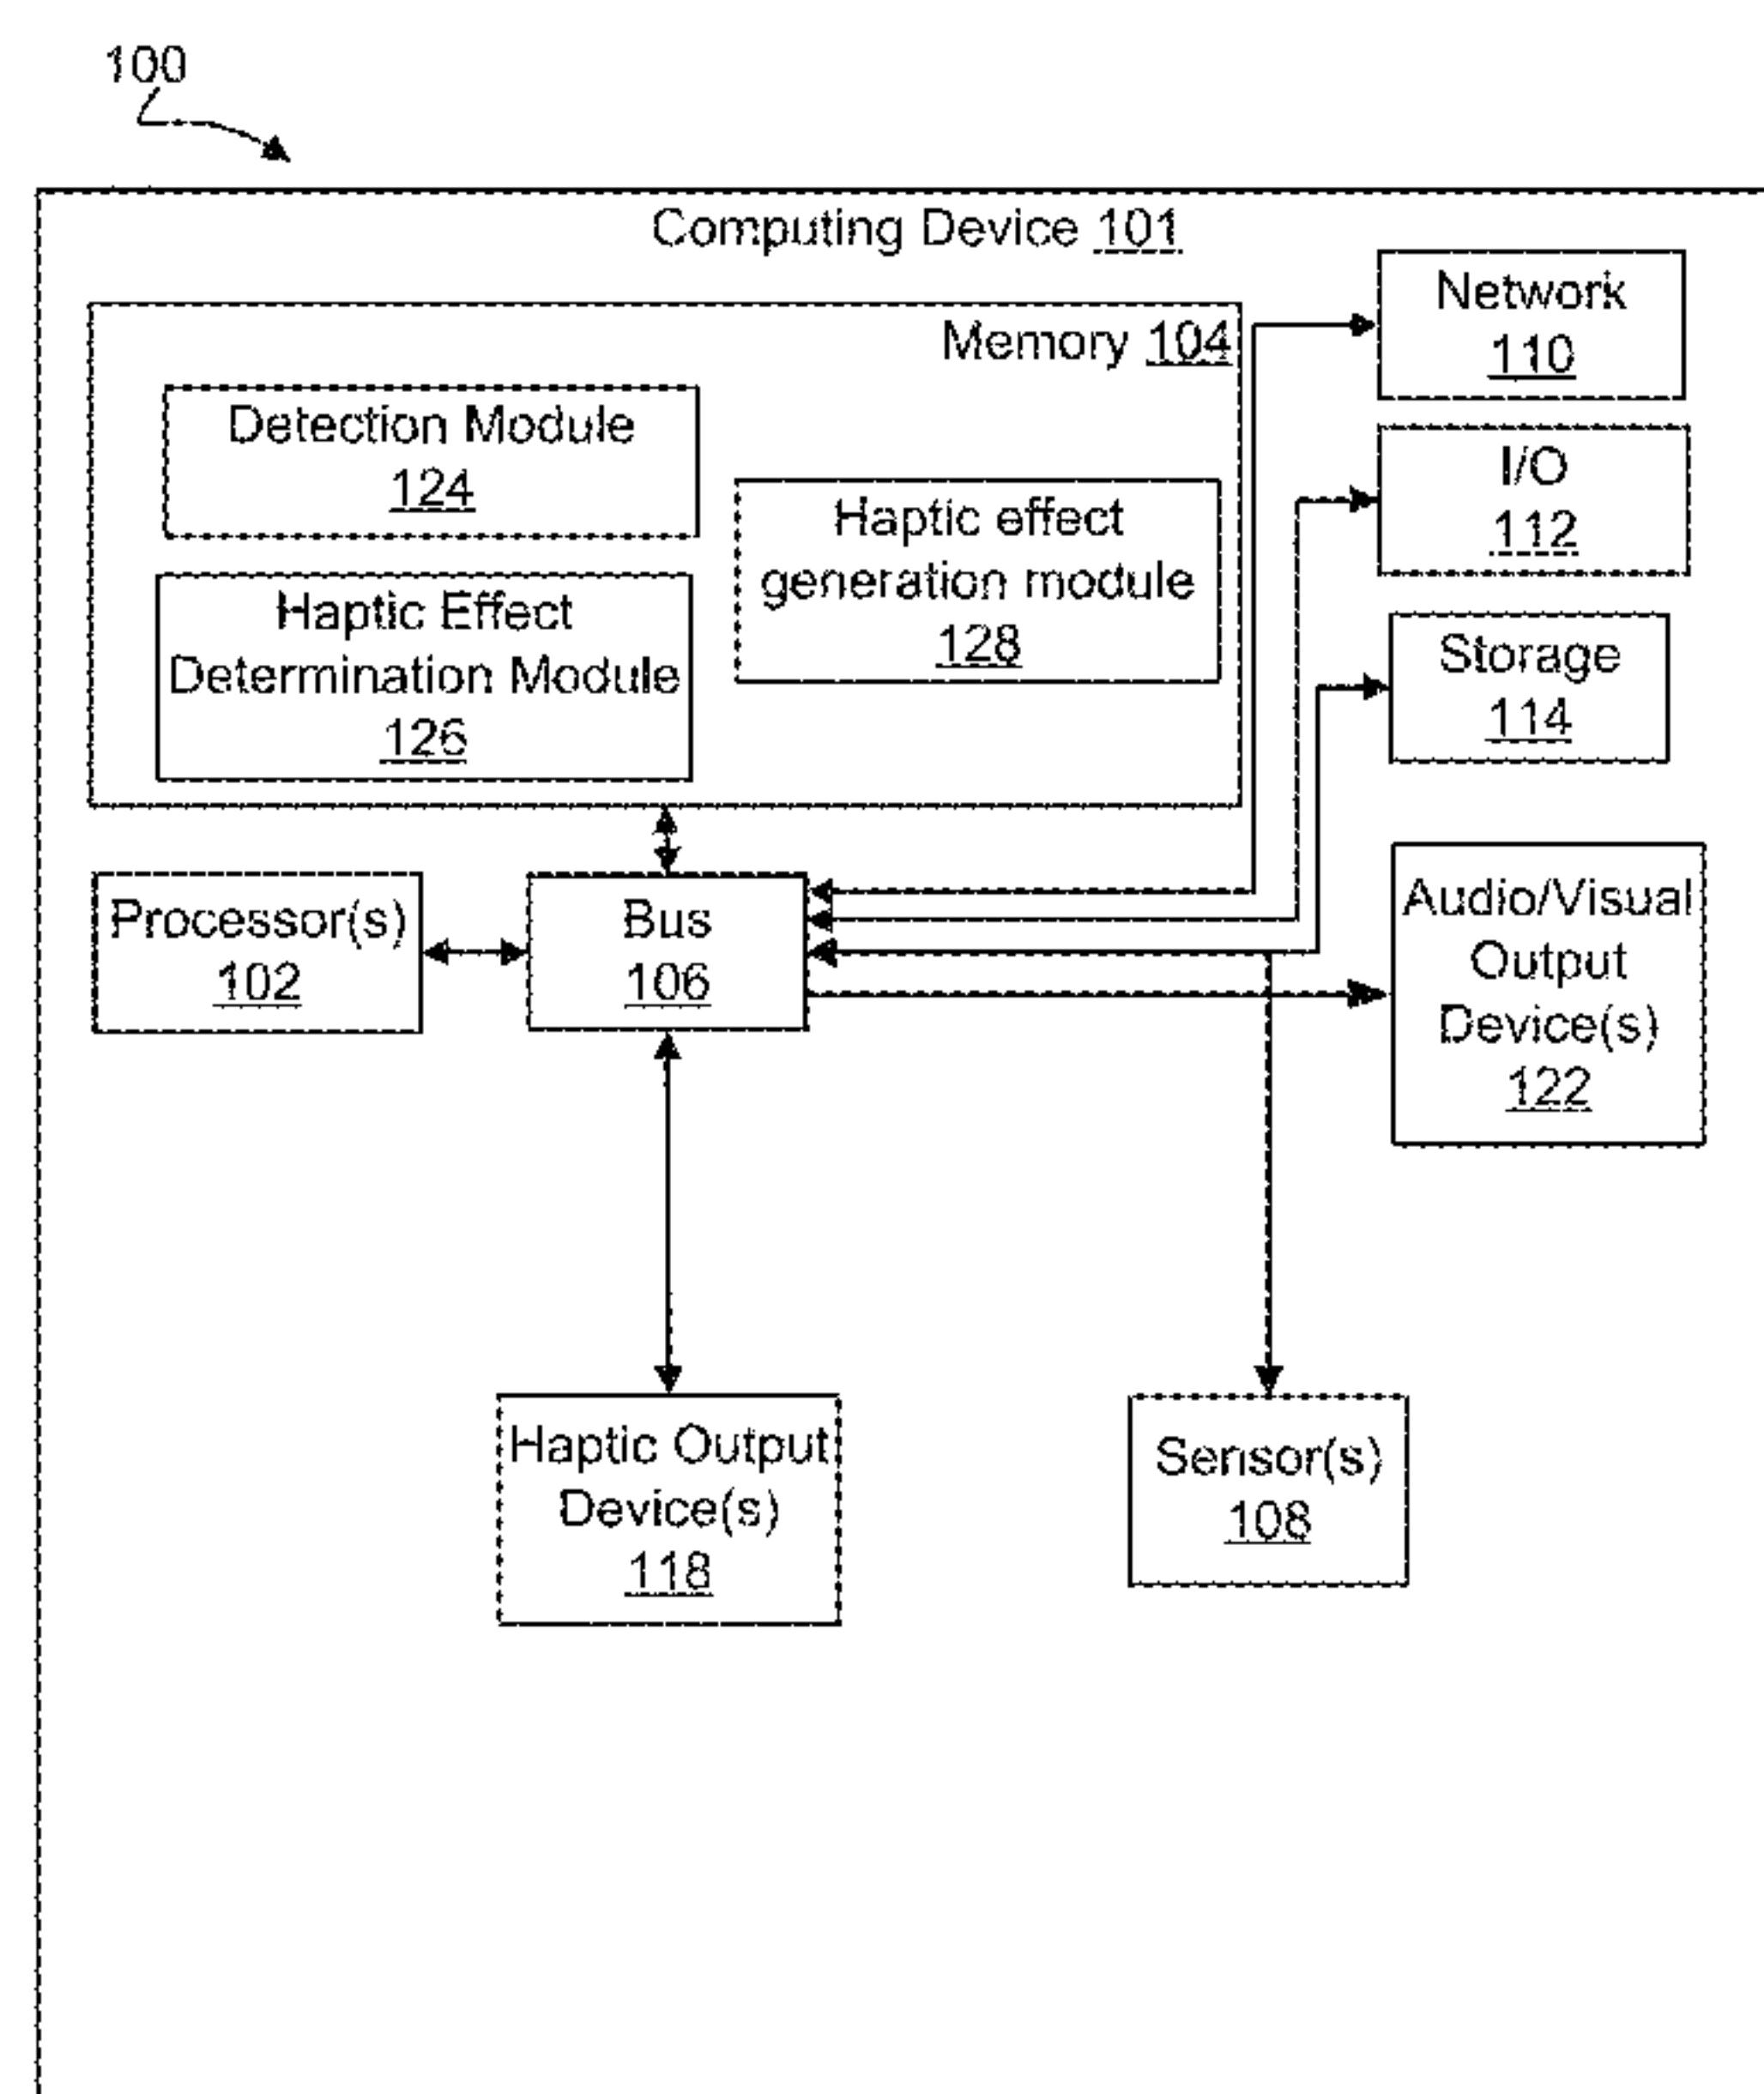 100
Computing Device 101
Memory 104
Detection Module
124
Haptic Effect
Determination Module
126
Haptic effect
generation module
128
Network
110
I/O
112
Storage
114
Processor(s)
102
Bus
106
Audio/Visual
Output
Device(s)
122
Haptic Output
Device(s)
118
Sensor(s)
108